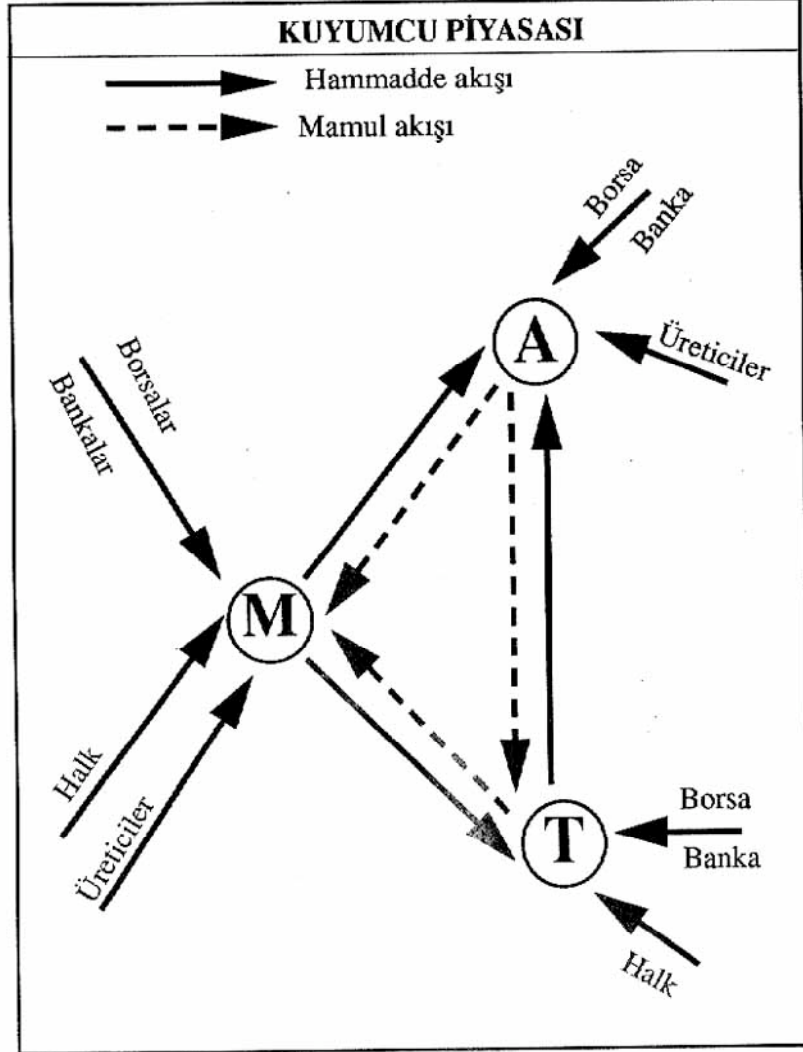 KUYUMCU PİYASASI
Hammadde akışı
Mamul akışı
Borsa
Banka
A
Üreticiler
Borsalar
Bankalar
M
Halk
Üreticiler
T
Borsa
Banka
Halk